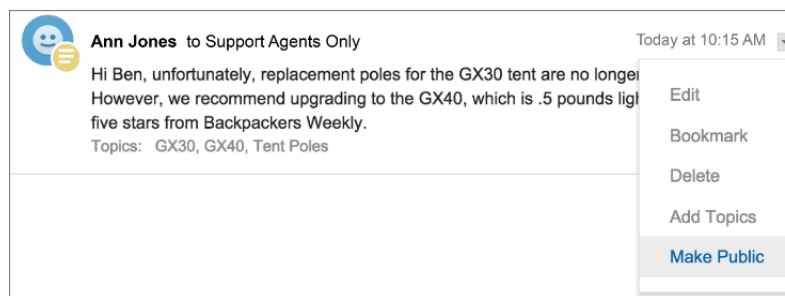 Ann Jones to Support Agents Only Today at 10:15 AM
Hi Ben, unfortunately, replacement poles for the GX30 tent are no longer
However, we recommend upgrading to the GX40, which is .5 pounds
five stars from Backpackers Weekly.
Topics: GX30, GX40, Tent Poles
Edit
Bookmark
Delete
Add Topics
Make Public